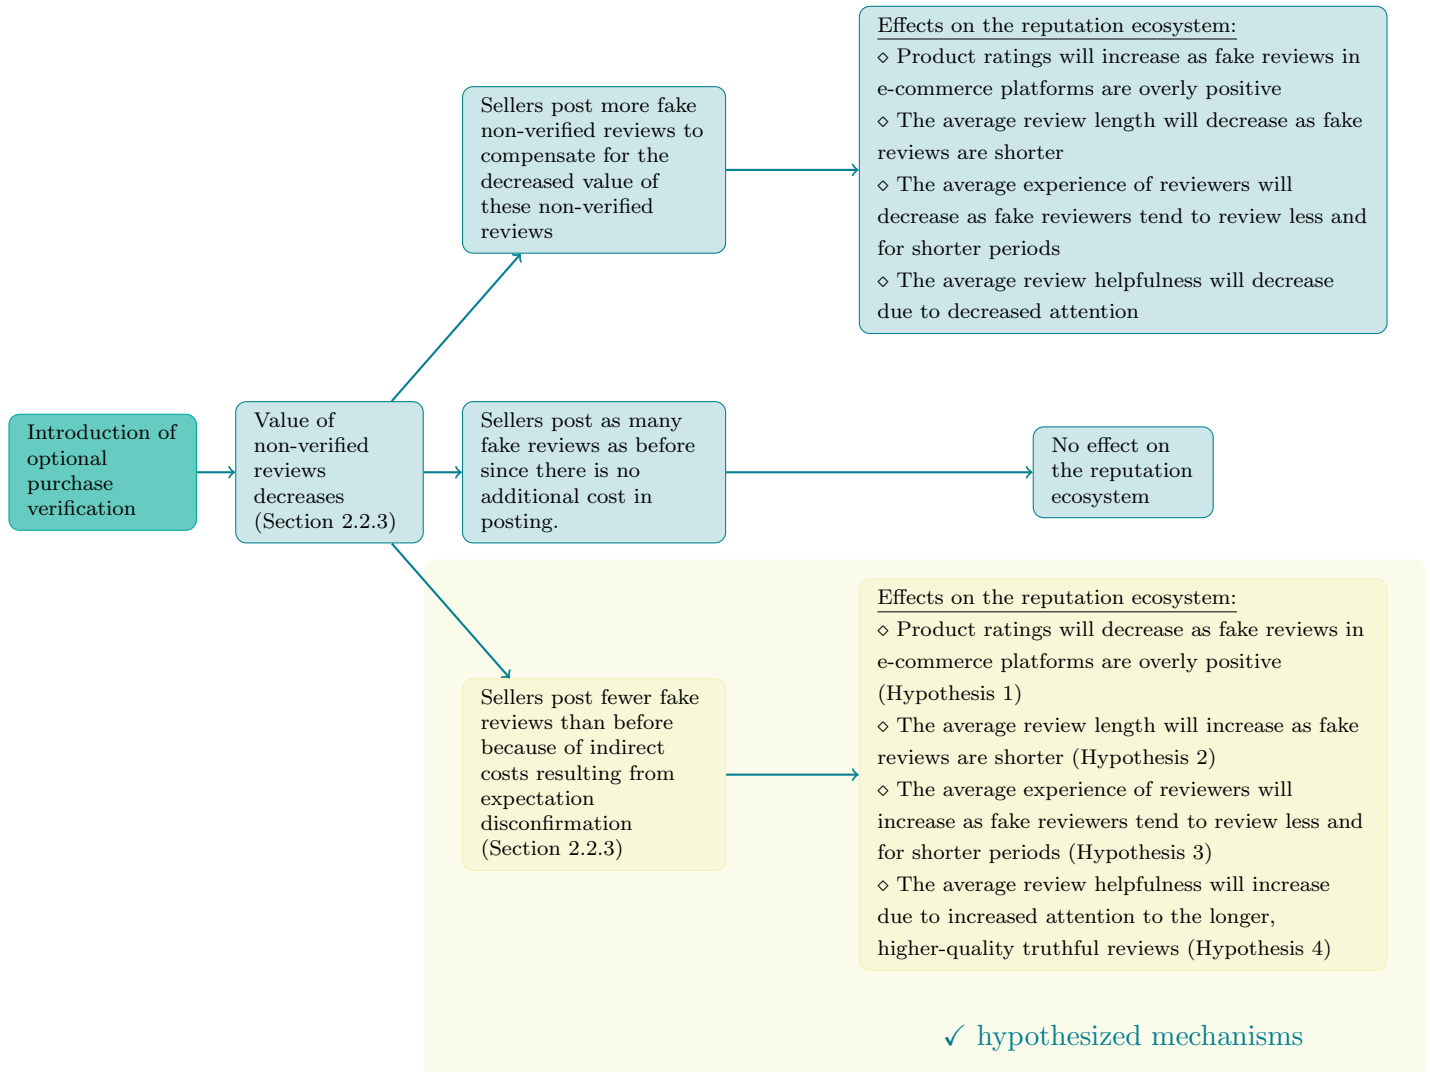 Introduction of
optional
purchase
verification
Value of
non-verified
reviews
decreases
(Section 2.2.3)
Sellers post more fake
non-verified reviews to
compensate for the
decreased value of
these non-verified
reviews
Effects on the reputation ecosystem:
⋄ Product ratings will increase as fake reviews in
e-commerce platforms are overly positive
⋄ The average review length will decrease as fake
reviews are shorter
⋄ The average experience of reviewers will
decrease as fake reviewers tend to review less and
for shorter periods
⋄ The average review helpfulness will decrease
due to decreased attention
Sellers post as many
fake reviews as before
since there is no
additional cost in
posting.
No effect on
the reputation
ecosystem
Sellers post fewer fake
reviews than before
because of indirect
costs resulting from
expectation
disconfirmation
(Section 2.2.3)
Effects on the reputation ecosystem:
⋄ Product ratings will decrease as fake reviews in
e-commerce platforms are overly positive
(Hypothesis 1)
⋄ The average review length will increase as fake
reviews are shorter (Hypothesis 2)
⋄ The average experience of reviewers will
increase as fake reviewers tend to review less and
for shorter periods (Hypothesis 3)
⋄ The average review helpfulness will increase
due to increased attention to the longer,
higher-quality truthful reviews (Hypothesis 4)
✓ hypothesized mechanisms